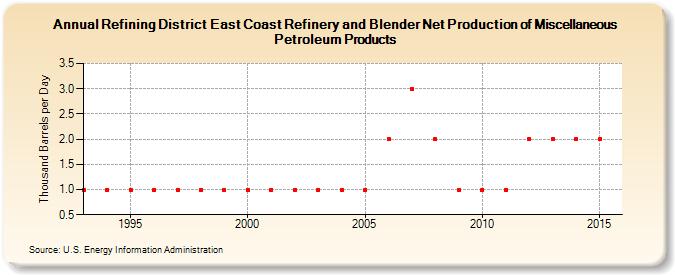 Annual Refining District East Coast Refinery and Blender Net Production of Miscellaneous
Petroleum Products
Thousand Barrels per Day
3.5
3.0
2.5
2.0
1.5
1.0
0.5
1995 2000 2005 2010 2015
Source: U.S. Energy Information Administration